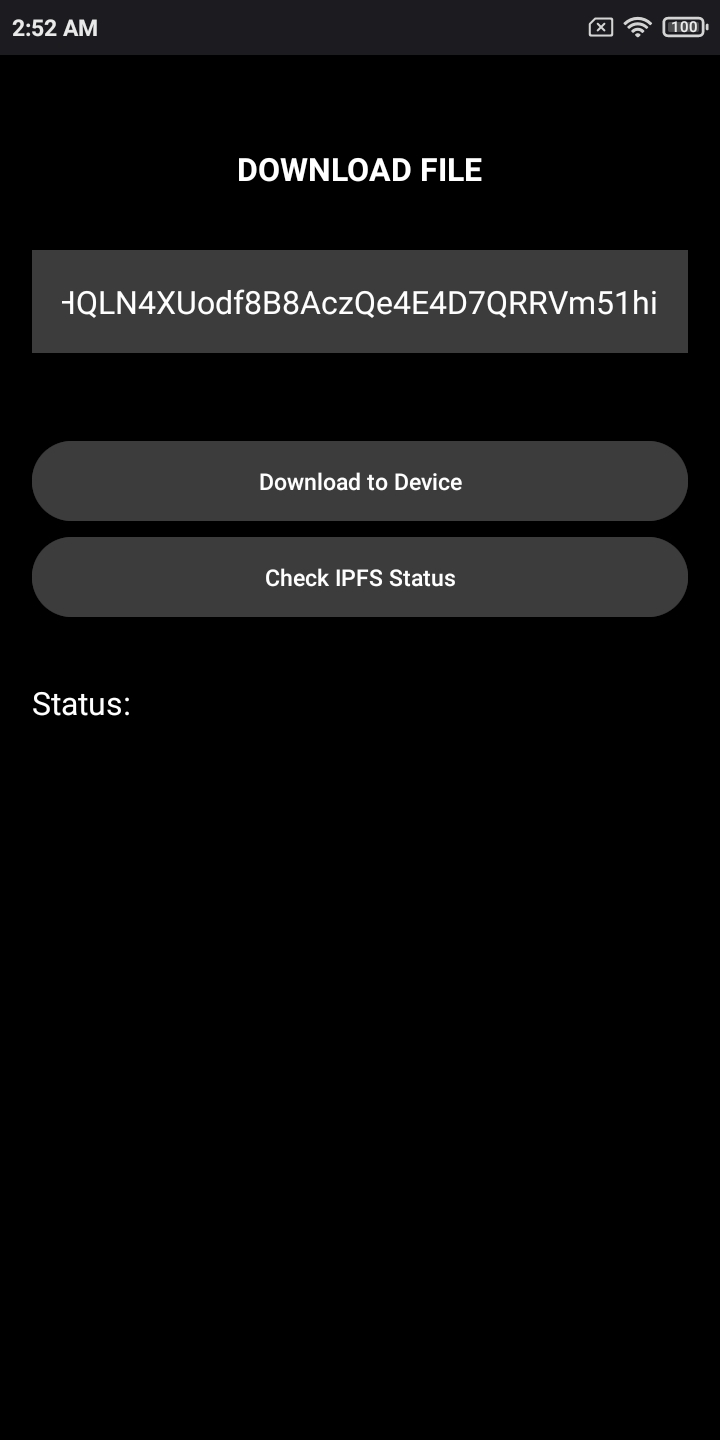 2:52 AM
100
DOWNLOAD FILE
HQLN4XUodf8B8AczQe4E4D7QRRVm51hi
Download to Device
Check IPFS Status
Status: